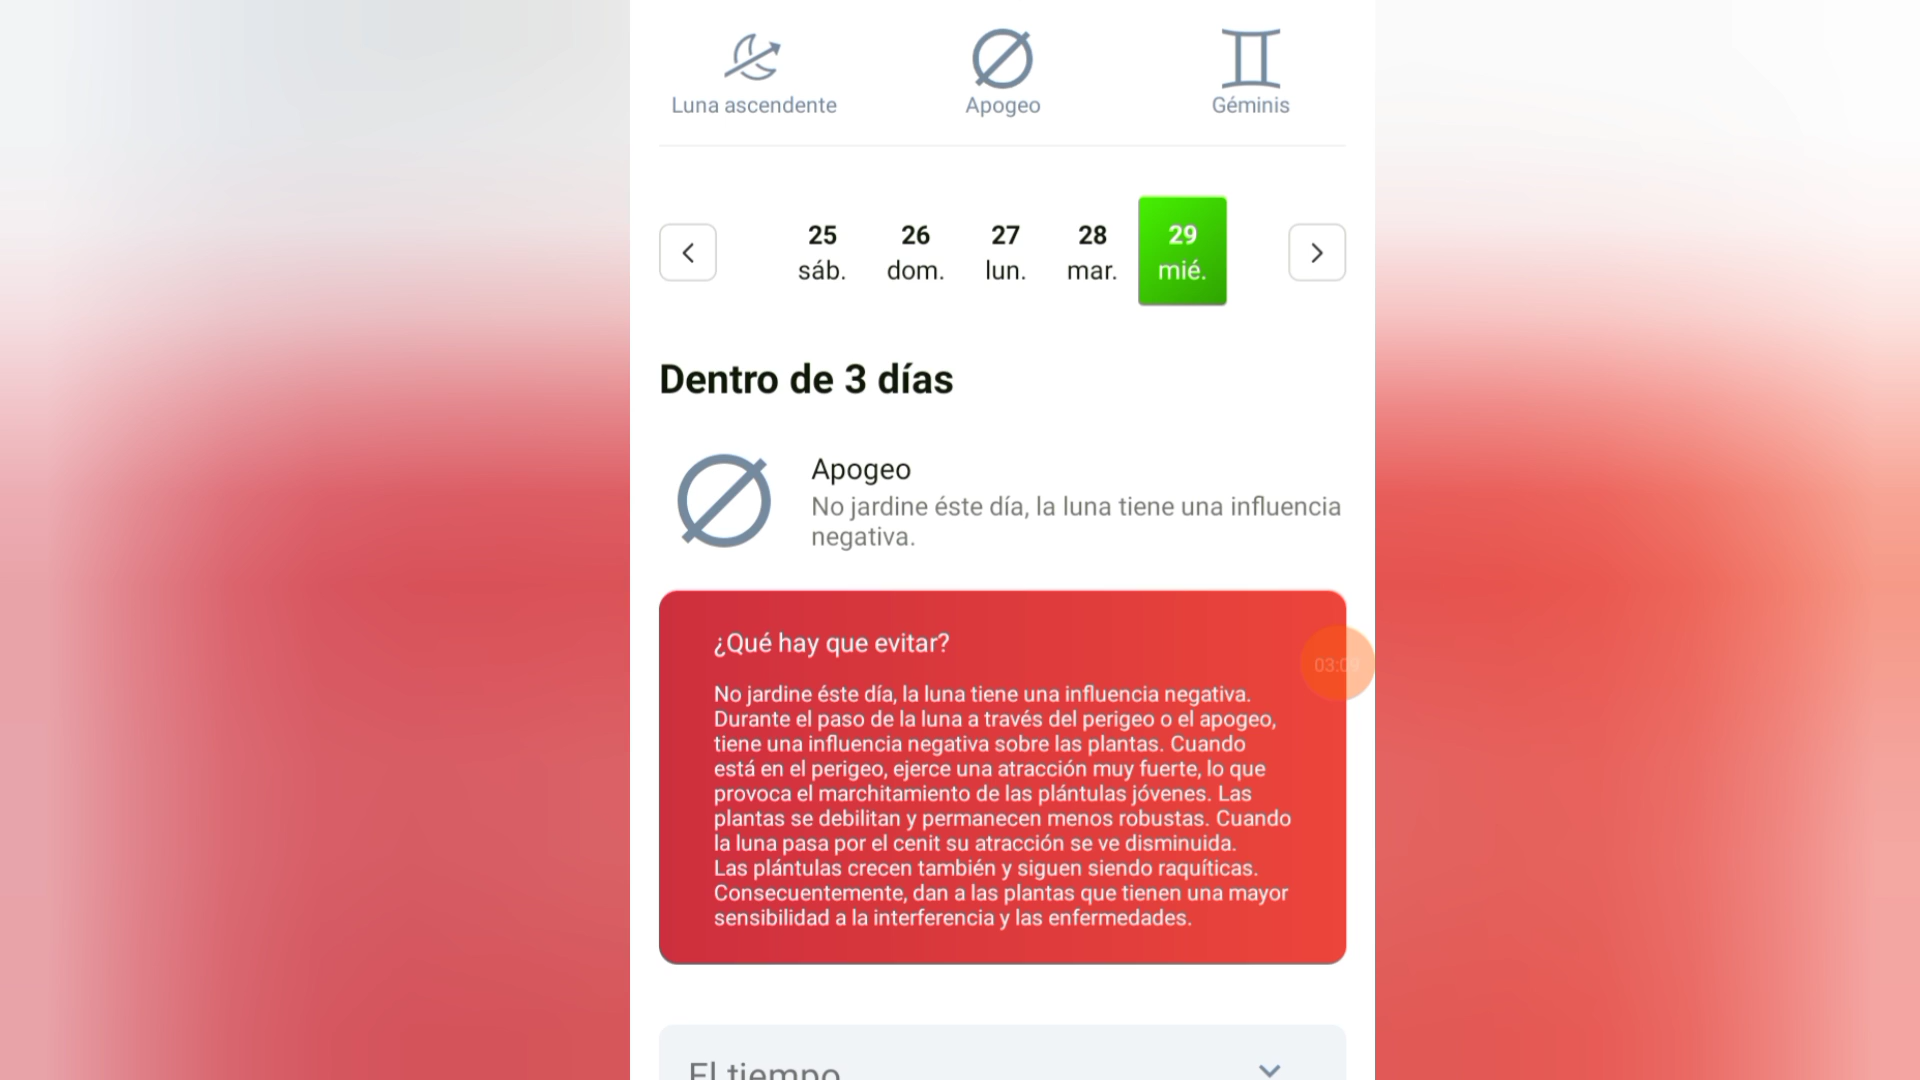 Luna ascendente
Apogeo
Géminis
25
sáb.
26
dom.
27
lun.
28
mar.
29
mié.
Dentro de 3 días
Apogeo
No jardine éste día, la luna tiene una influencia
negativa.
¿Qué hay que evitar?
No jardine éste día, la luna tiene una influencia negativa.
Durante el paso de la luna a través del perigeo o el apogeo,
tiene una influencia negativa sobre las plantas. Cuando
está en el perigeo, ejerce una atracción muy fuerte, lo que
provoca el marchitamiento de las plántulas jóvenes. Las
plantas se debilitan y permanecen menos robustas. Cuando
la luna pasa por el cenit su atracción se ve disminuida.
Las plántulas crecen también y siguen siendo raquíticas.
Consecuentemente, dan a las plantas que tienen una mayor
sensibilidad a la interferencia y las enfermedades.
El tiempo